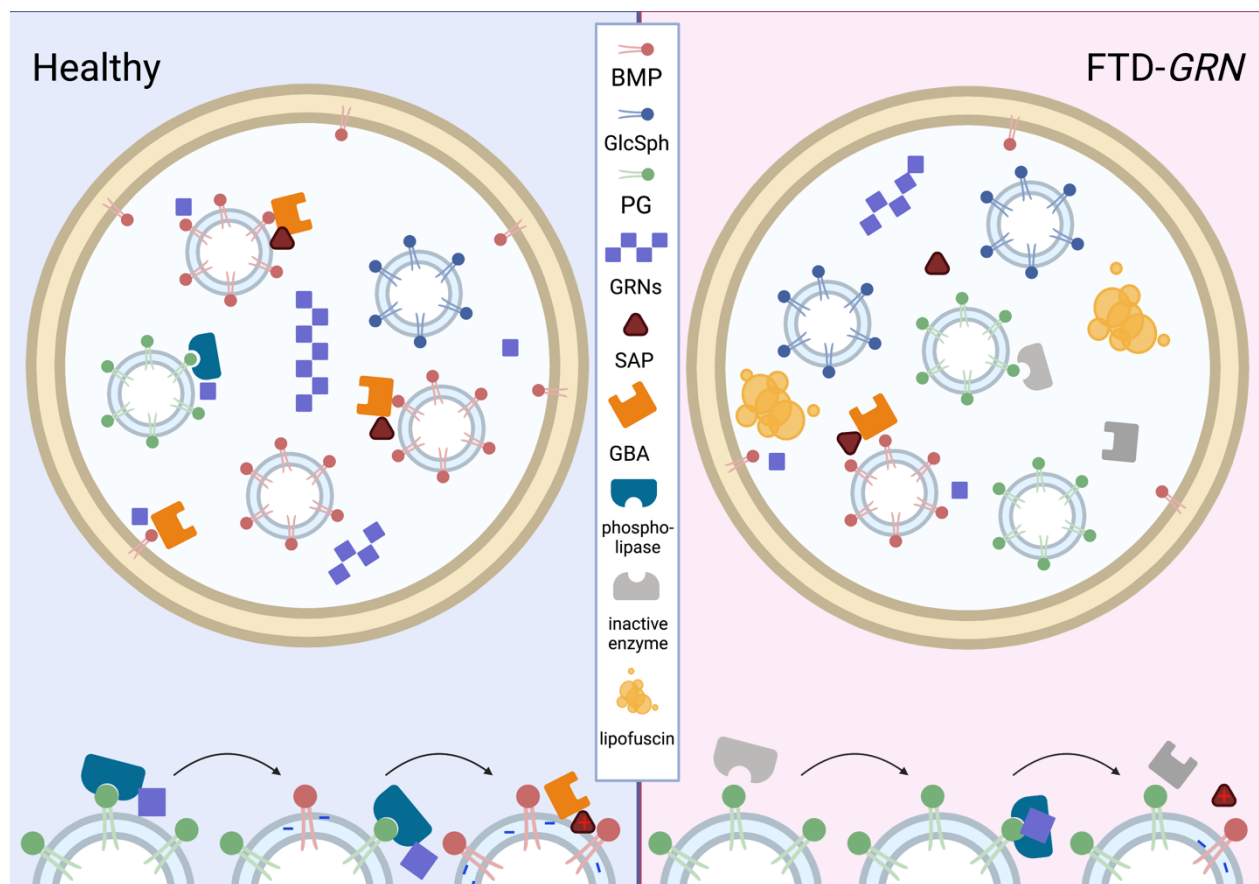 Healthy
FTD-GRN
BMP
GlcSph
PG
GRNs
SAP
GBA
phospho-
lipase
inactive
enzyme
lipofuscin